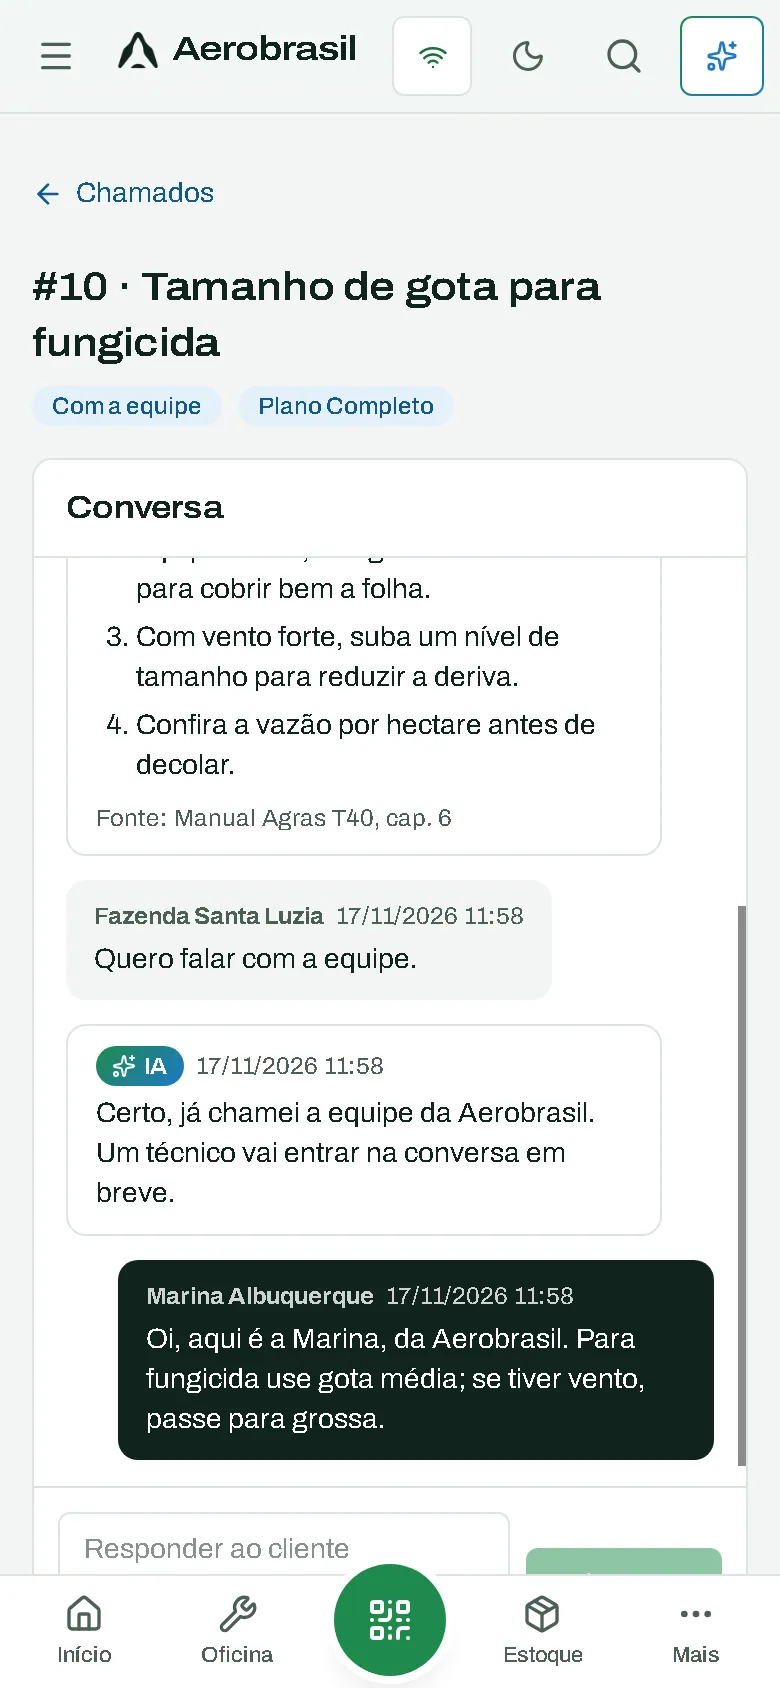 Aerobrasil
Chamados
#10 · Tamanho de gota para
fungicida
Com a equipe
Plano Completo
Conversa
para cobrir bem a folha.
3. Com vento forte, suba um nível de
tamanho para reduzir a deriva.
4. Confira a vazão por hectare antes de
decolar.
Fonte: Manual Agras T40, cap. 6
Fazenda Santa Luzia 17/11/2026 11:58
Quero falar com a equipe.
IA 17/11/2026 11:58
Certo, já chamei a equipe da Aerobrasil.
Um técnico vai entrar na conversa em
breve.
Marina Albuquerque 17/11/2026 11:58
Oi, aqui é a Marina, da Aerobrasil. Para
fungicida use gota média; se tiver vento,
passe para grossa.
Responder ao cliente
Início
Oficina
Estoque
Mais